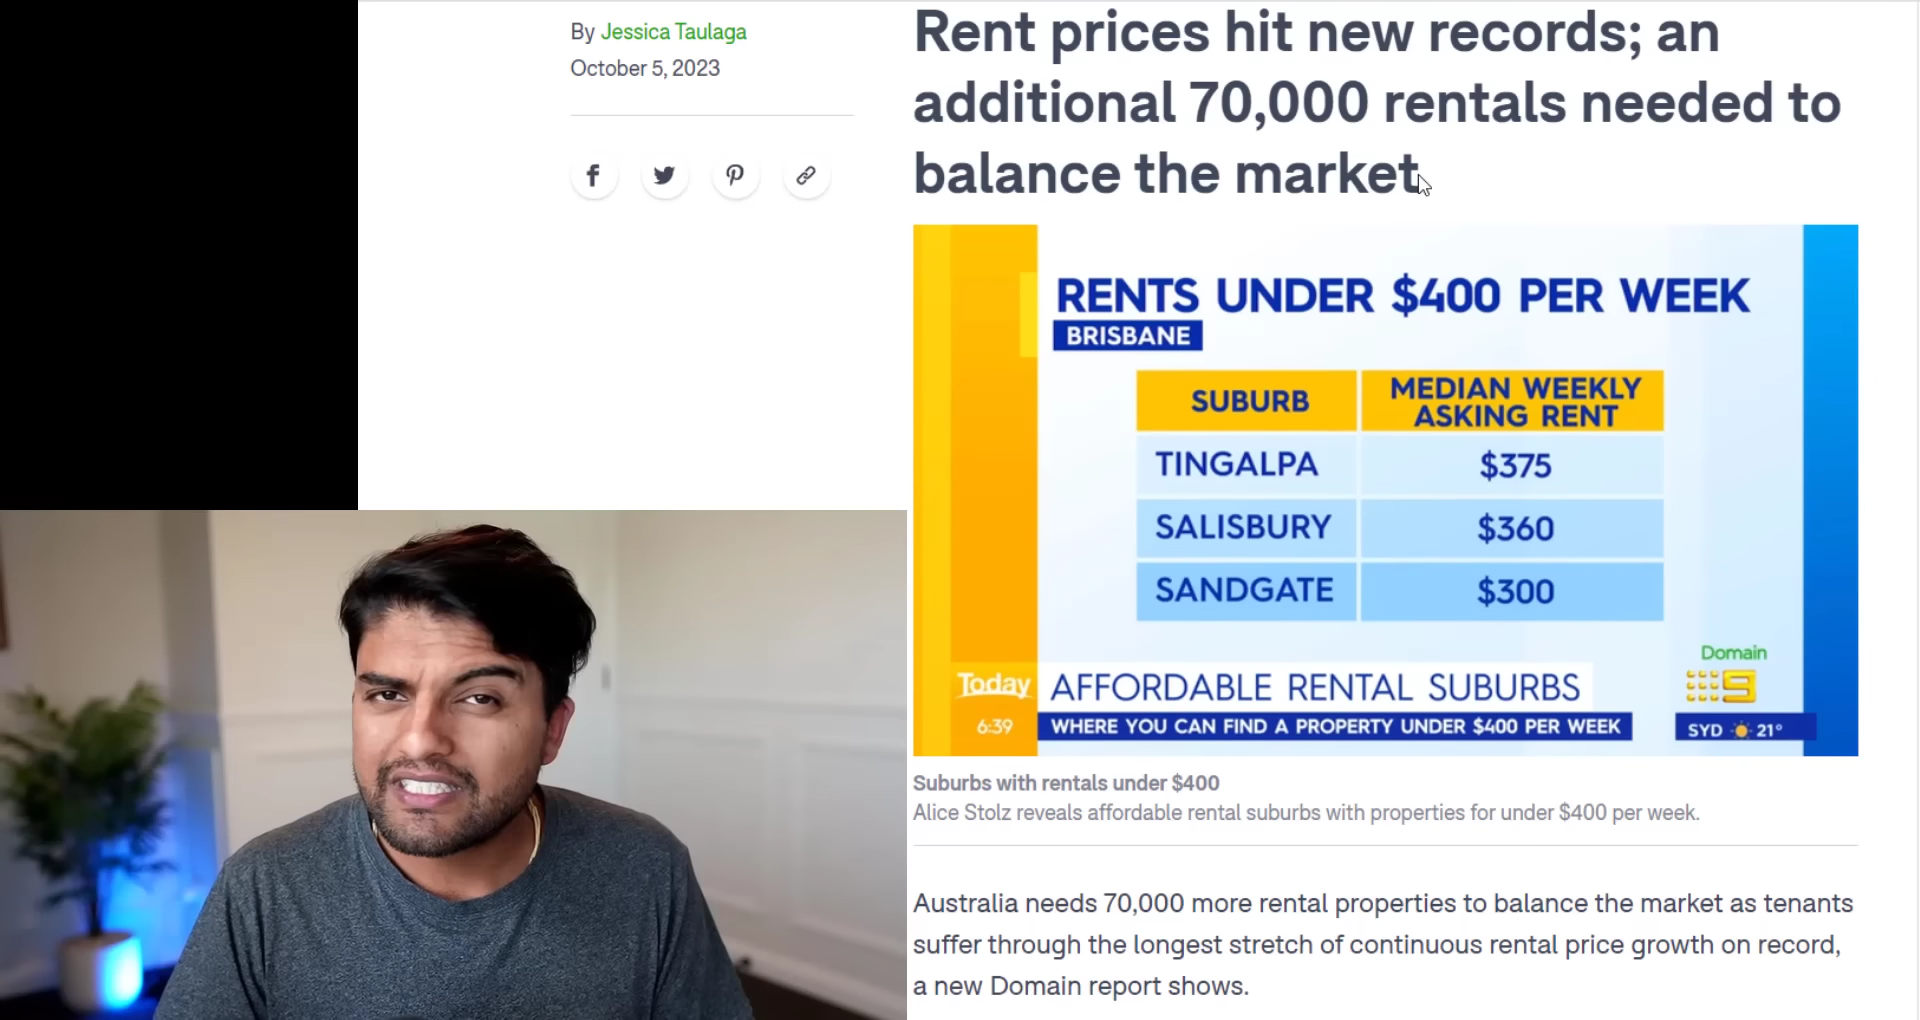 By Jessica Taulaga
October 5, 2023
Rent prices hit new records; an
additional 70,000 rentals needed to
balance the market
RENTS UNDER $400 PER WEEK
BRISBANE
SUBURB
MEDIAN WEEKLY
ASKING RENT
TINGALPA $375
SALISBURY $360
SANDGATE $300
Domain
9
Today
AFFORDABLE RENTAL SUBURBS
6:39
WHERE YOU CAN FIND A PROPERTY UNDER $400 PER WEEK
SYD 21°
Suburbs with rentals under $400
Alice Stolz reveals affordable rental suburbs with properties for under $400 per week.
Australia needs 70,000 more rental properties to balance the market as tenants
suffer through the longest stretch of continuous rental price growth on record,
a new Domain report shows.